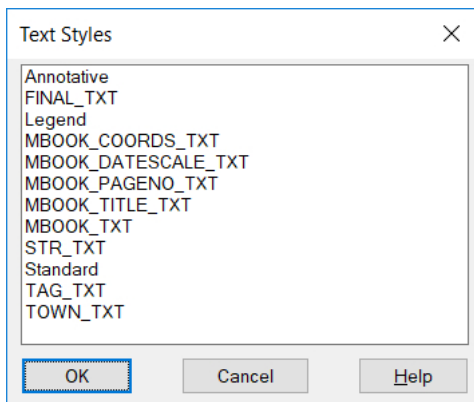 Text Styles
Annotative
FINAL_TXT
Legend
MBOOK_COORDS_TXT
MBOOK_DATESCALE_TXT
MBOOK_PAGENO_TXT
MBOOK_TITLE_TXT
MBOOK_TXT
STR_TXT
Standard
TAG_TXT
TOWN_TXT
OK Cancel Help